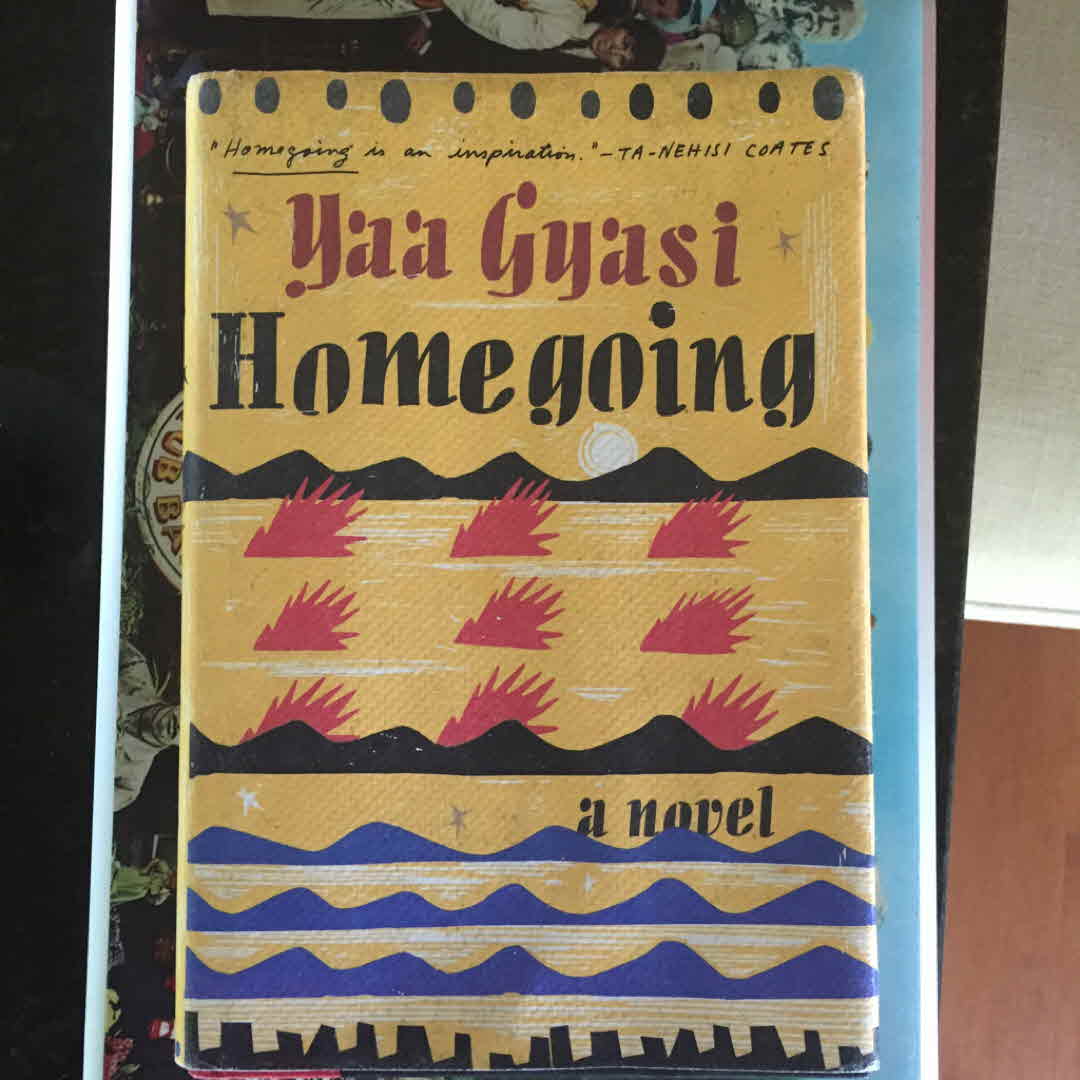 "Homegoing is an inspiration."-TA-NEHISI COATES
Yaa Gyasi
Homegoing
a novel